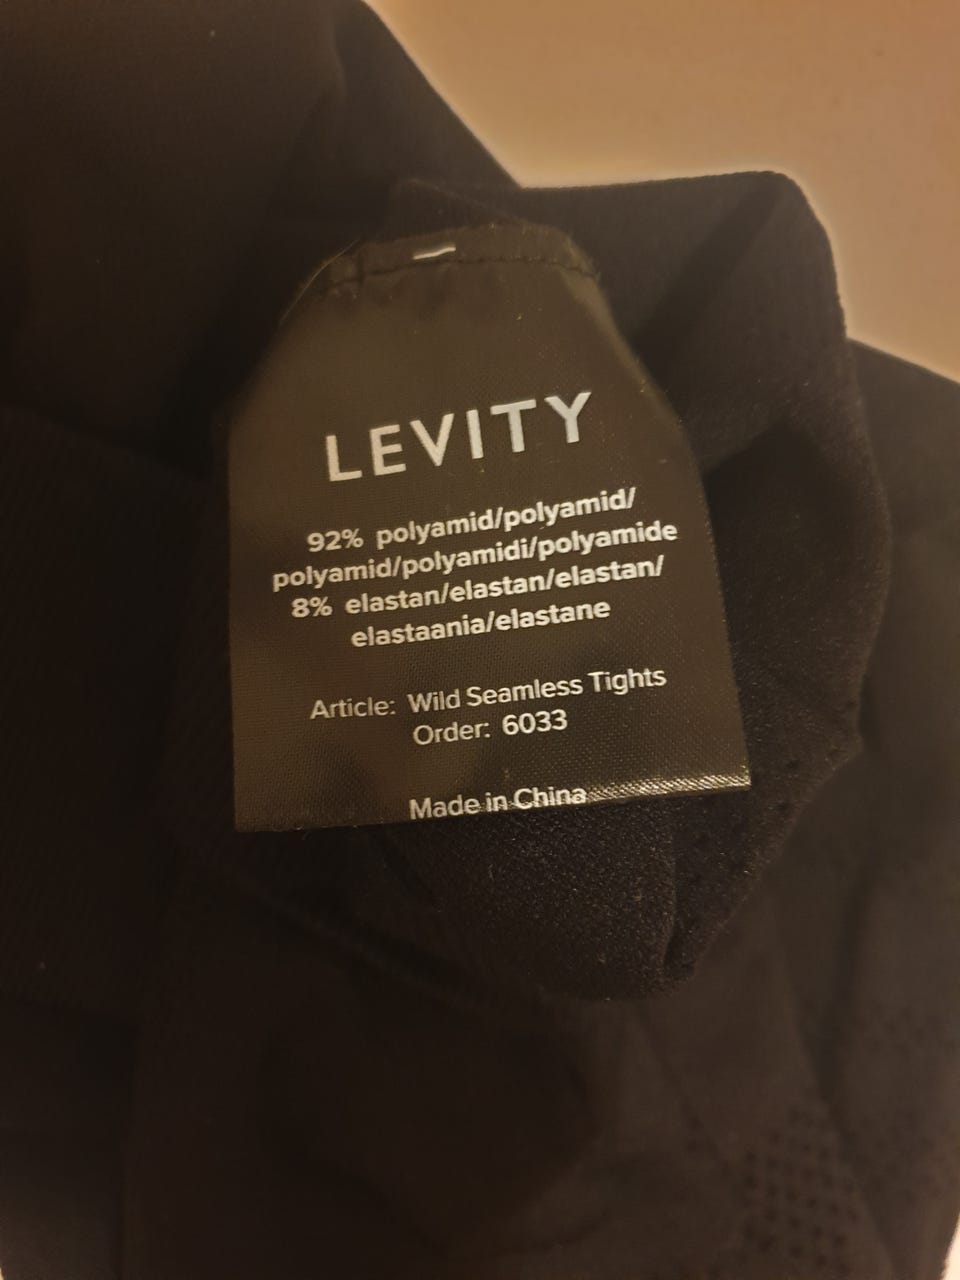 LEVITY
92% polyamid/polyamid/
polyamid/polyamidi/polyamide
8% elastan/elastan/elastan/
elastaania/elastane
Article: Wild Seamless Tights
Order: 6033
Made in China